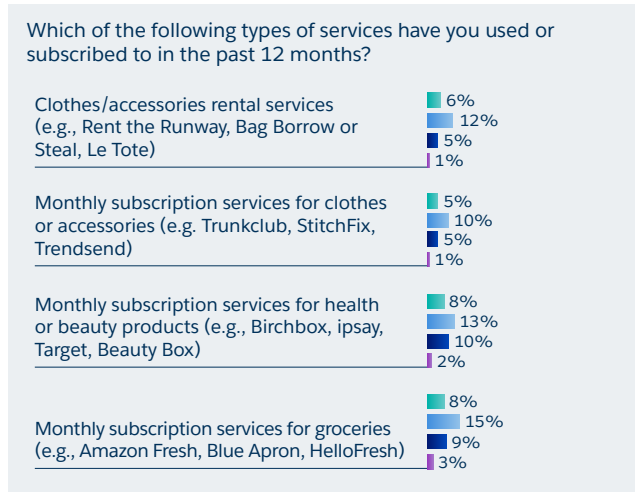 Which of the following types of services have you used or
subscribed to in the past 12 months?
Clothes/accessories rental services
(e.g., Rent the Runway, Bag Borrow or
Steal, Le Tote)
6%
12%
5%
1%
Monthly subscription services for clothes
or accessories (e.g. Trunkclub, StitchFix,
Trendsend)
5%
10%
5%
1%
Monthly subscription services for health
or beauty products (e.g., Birchbox, ipsay,
Target, Beauty Box)
8%
13%
10%
2%
Monthly subscription services for groceries
(e.g., Amazon Fresh, Blue Apron, HelloFresh)
8%
15%
9%
3%